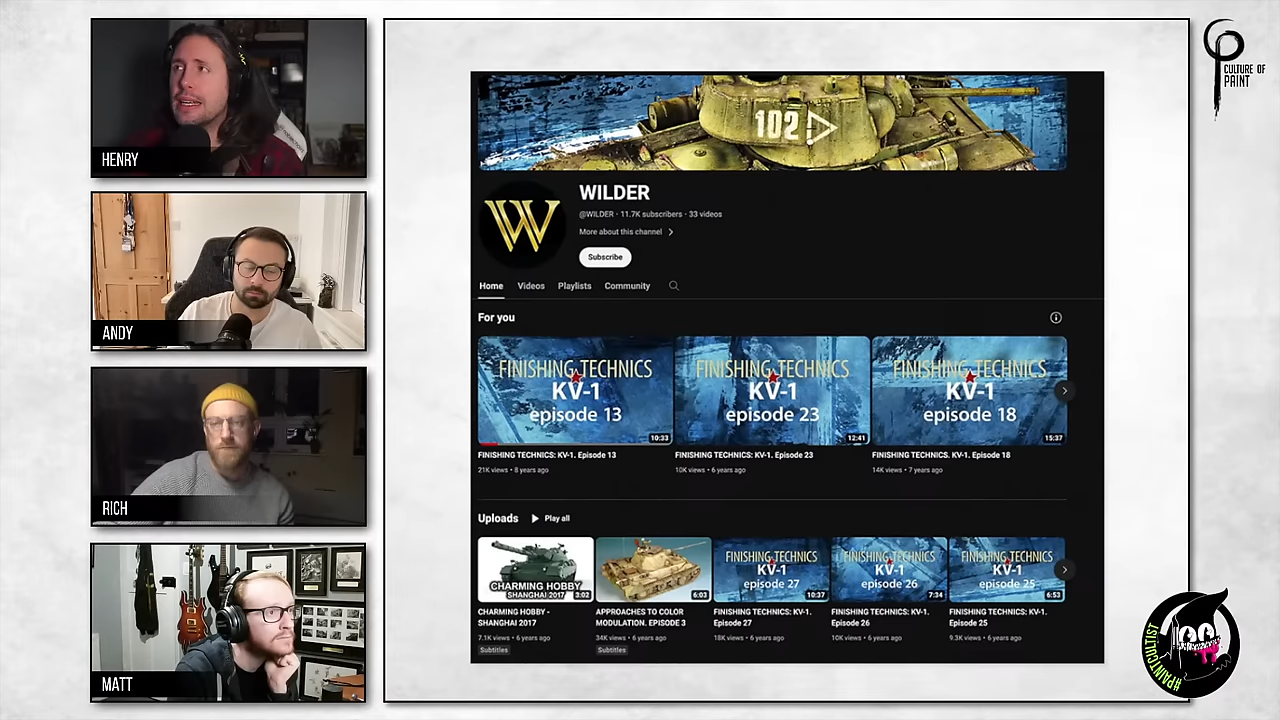 HENRY
ANDY
RICH
MATT
102
WILDER
@WILDER · 11.7K subscribers · 33 videos
More about this channel
Subscribe
Home Videos Playlists Community
For you
FINISHING TECHNICS
KV-1
episode 13
10:33
FINISHING TECHNICS
KV-1
episode 23
12:41
FINISHING TECHNICS
KV-1
episode 18
15:37
FINISHING TECHNICS: KV-1. Episode 13
21K views · 8 years ago
FINISHING TECHNICS: KV-1. Episode 23
10K views · 6 years ago
FINISHING TECHNICS. KV-1. Episode 18
14K views · 7 years ago
Uploads Play all
CHARMING HOBBY
SHANGHAI 2017
3:02
6:03
FINISHING TECHNICS
KV-1
episode 27
10:37
FINISHING TECHNICS
KV-1
episode 26
7:34
FINISHING TECHNICS
KV-1
episode 25
6:53
CHARMING HOBBY -
SHANGHAI 2017
7.1K views · 6 years ago
Subtitles
APPROACHES TO COLOR
MODULATION. EPISODE 3
34K views · 6 years ago
Subtitles
FINISHING TECHNICS: KV-1.
Episode 27
18K views · 6 years ago
FINISHING TECHNICS: KV-1.
Episode 26
10K views · 6 years ago
FINISHING TECHNICS: KV-1.
Episode 25
9.3K views · 6 years ago
CULTURE OF
PAINT
#PAINTCULTIST